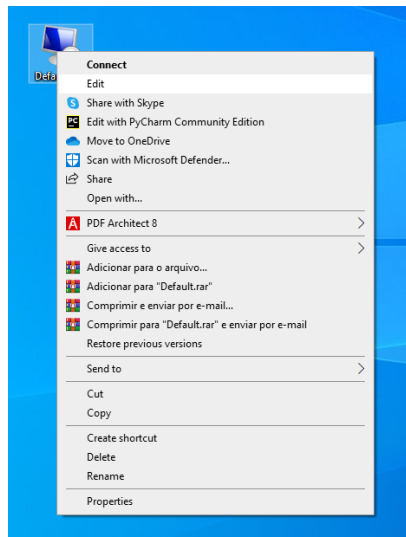 Defa
Connect
Edit
Share with Skype
Edit with PyCharm Community Edition
Move to OneDrive
Scan with Microsoft Defender...
Share
Open with...
PDF Architect 8
Give access to
Adicionar para o arquivo...
Adicionar para "Default.rar"
Comprimir e enviar por e-mail...
Comprimir para "Default.rar" e enviar por e-mail
Restore previous versions
Send to
Cut
Copy
Create shortcut
Delete
Rename
Properties